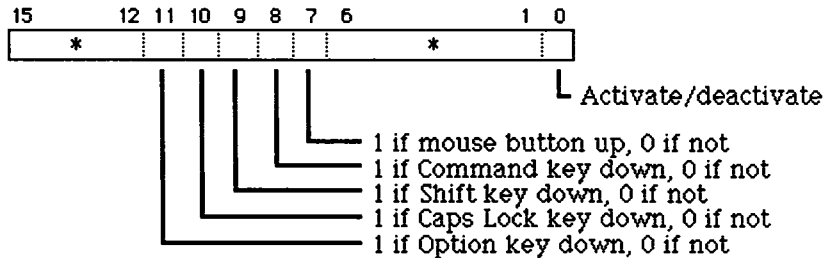 15 12 11 10 9 8 7 6 1 0
* *
Activate/deactivate
1 if mouse button up, 0 if not
1 if Command key down, 0 if not
1 if Shift key down, 0 if not
1 if Caps Lock key down, 0 if not
1 if Option key down, 0 if not